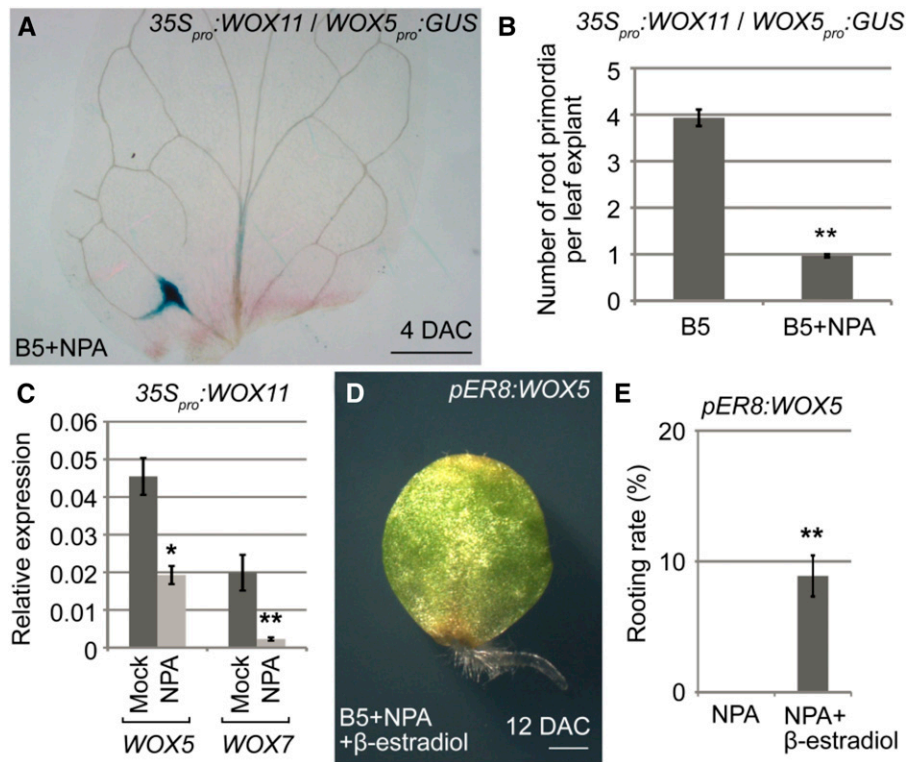 A
35Spro:WOX11 / WOX5pro:GUS
B5+NPA
4 DAC
B
35Spro:WOX11 / WOX5pro:GUS
Number of root primordia
per leaf explant
5
4
3
2
1
0
**
B5
B5+NPA
C
35Spro:WOX11
Relative expression
0.06
0.05
0.04
0.03
0.02
0.01
0
*
**
Mock
NPA
Mock
NPA
WOX5
WOX7
D
pER8:WOX5
B5+NPA
+β-estradiol
12 DAC
E
pER8:WOX5
Rooting rate (%)
20
10
0
**
NPA
NPA+
β-estradiol